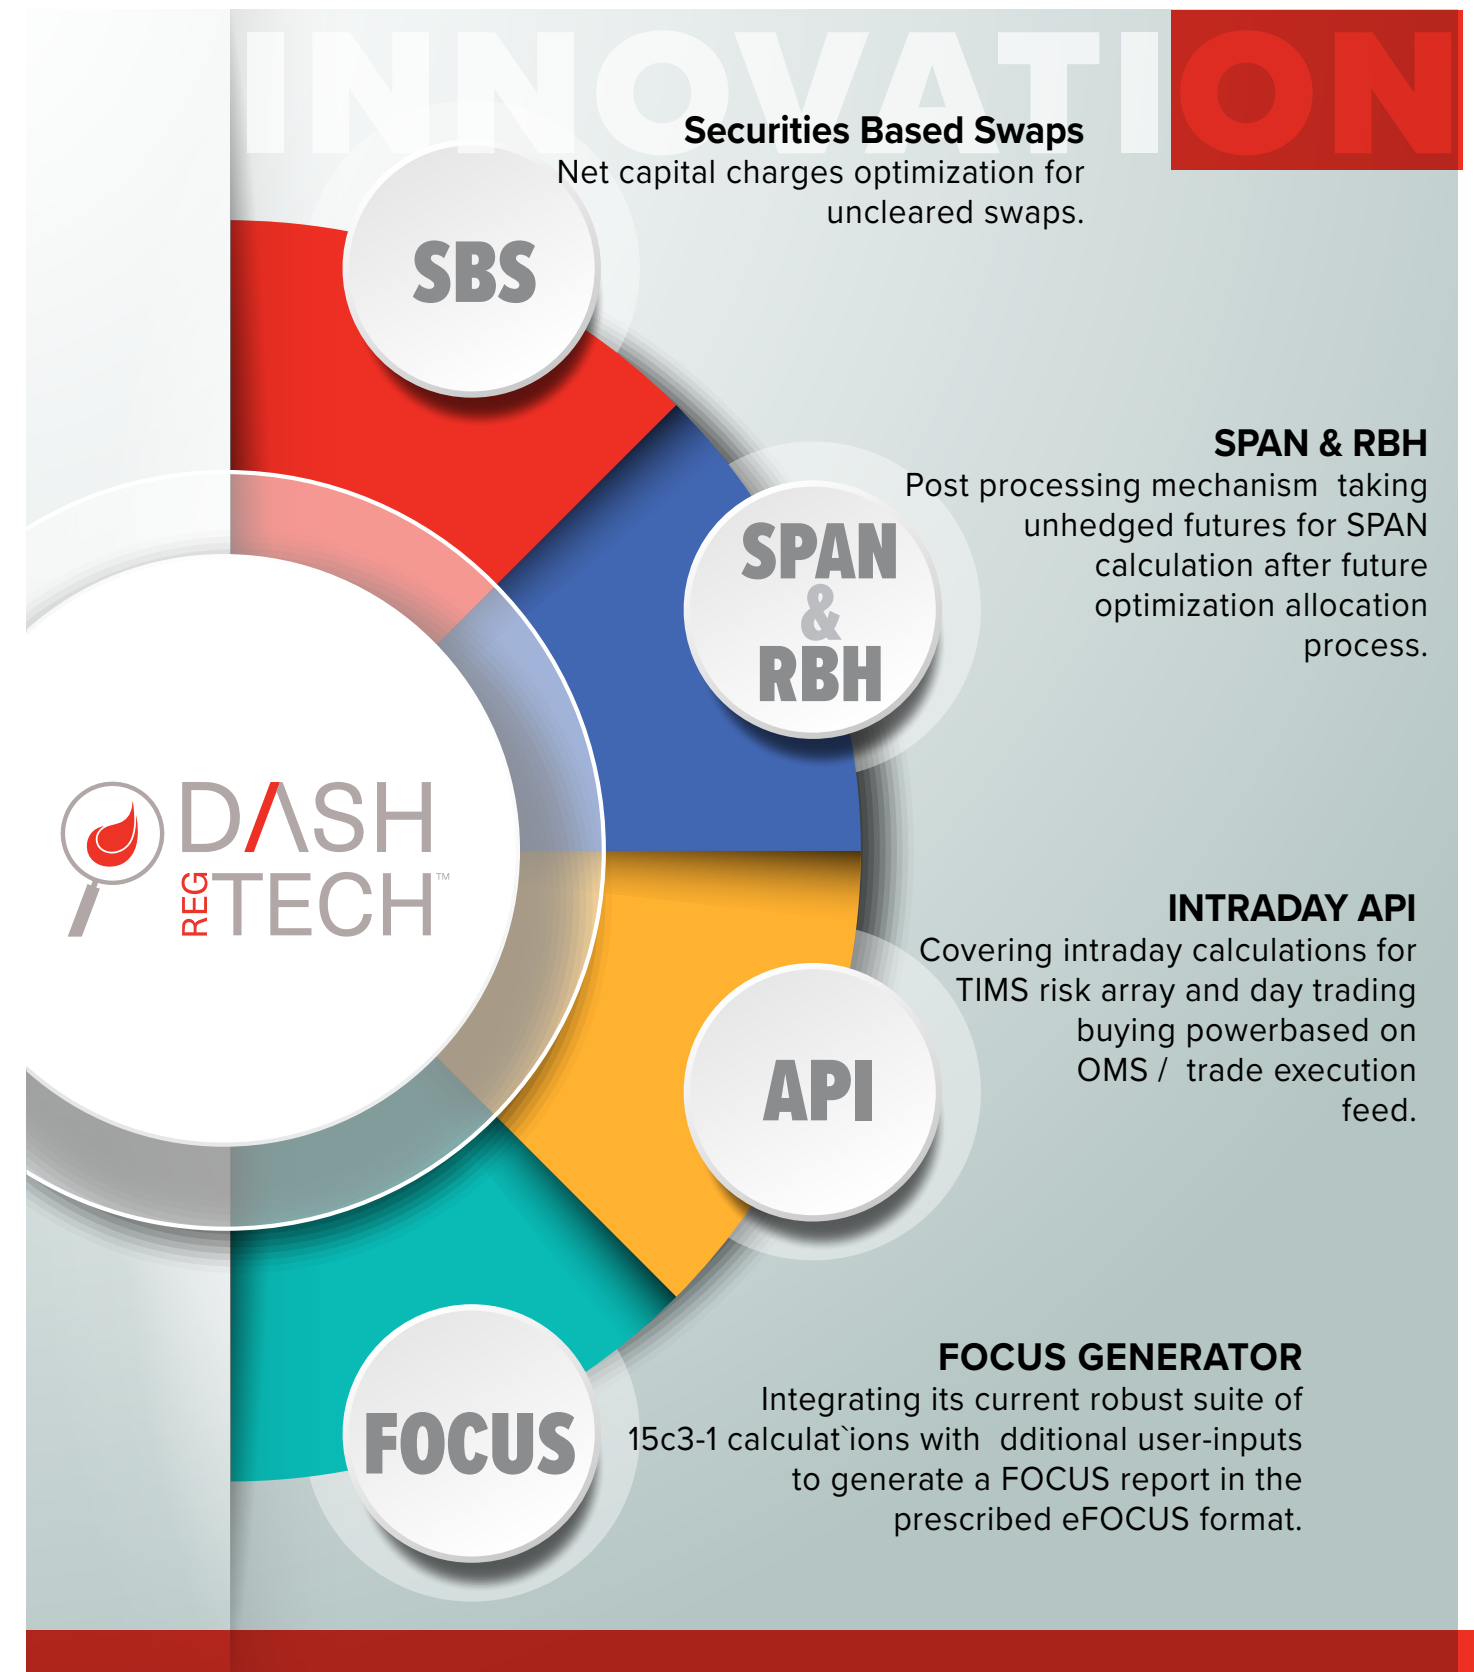 INNOVATION
Securities Based Swaps
Net capital charges optimization for
uncleared swaps.
SBS
SPAN & RBH
Post processing mechanism taking
unhedged futures for SPAN
calculation after future
optimization allocation
process.
SPAN
&
RBH
DASH
REG TECH™
INTRADAY API
Covering intraday calculations for
TIMS risk array and day trading
buying powerbased on
OMS / trade execution
feed.
API
FOCUS GENERATOR
Integrating its current robust suite of
15c3-1 calculat`ions with dditional user-inputs
to generate a FOCUS report in the
prescribed eFOCUS format.
FOCUS